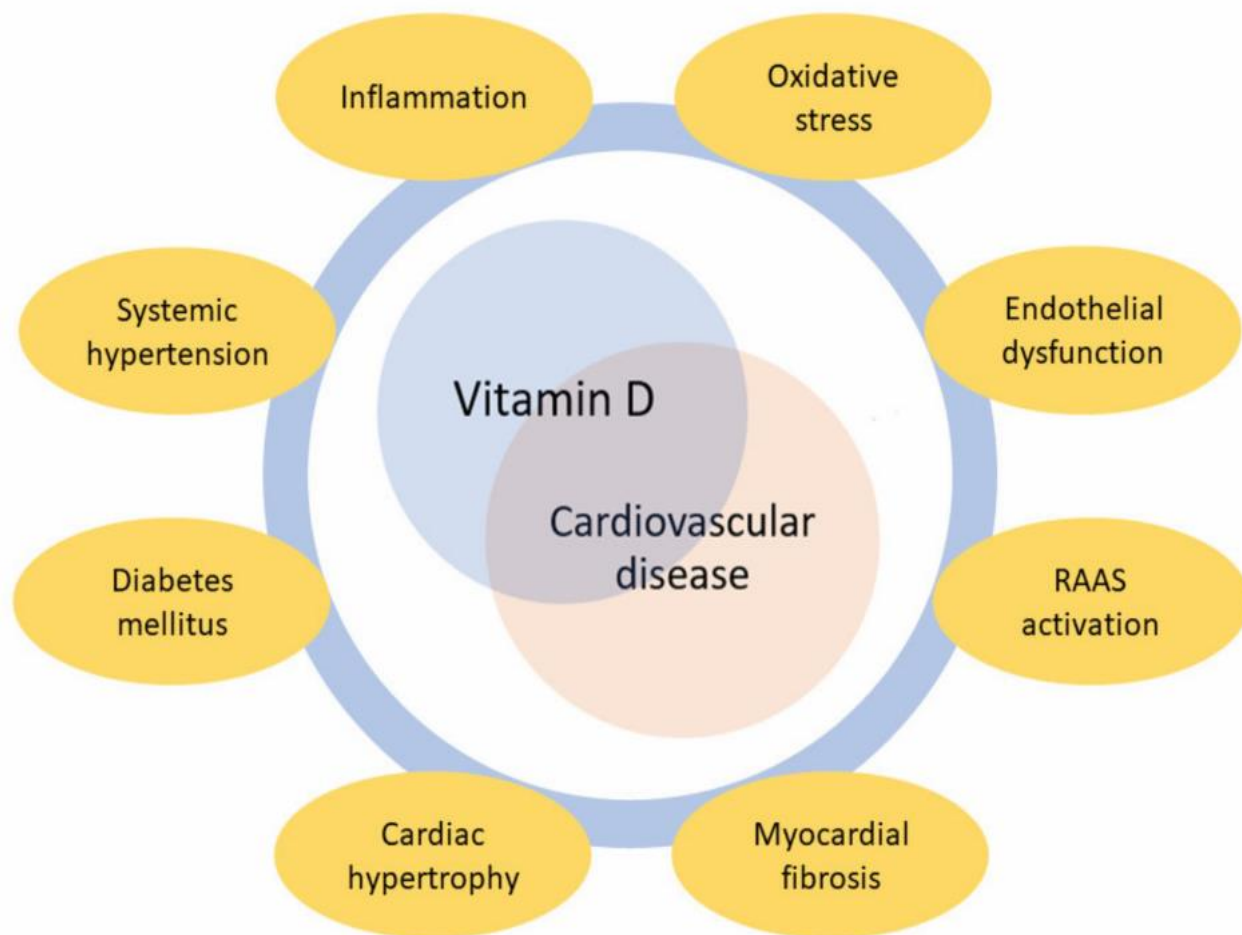 Inflammation
Oxidative
stress
Systemic
hypertension
Endothelial
dysfunction
Vitamin D
Cardiovascular
disease
Diabetes
mellitus
RAAS
activation
Cardiac
hypertrophy
Myocardial
fibrosis